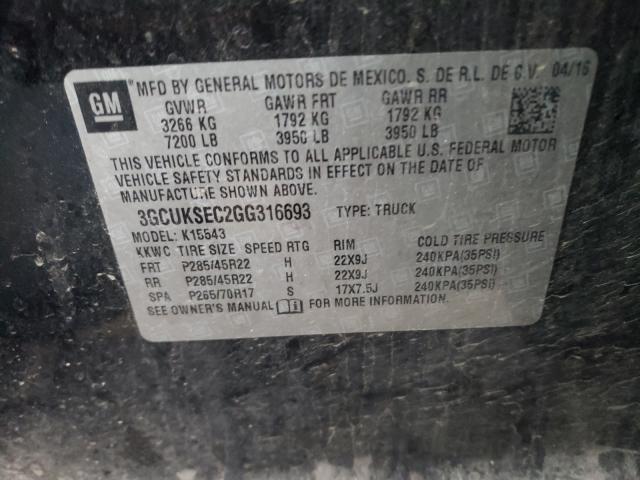 GM MFD BY GENERAL MOTORS DE MEXICO. S. DE R.L. DE C.V. 04/16
GVWR GAWR FRT GAWR RR
3266 KG 1792 KG 1792 KG
7200 LB 3950 LB 3950 LB
THIS VEHICLE CONFORMS TO ALL APPLICABLE U.S. FEDERAL MOTOR
VEHICLE SAFETY STANDARDS IN EFFECT ON THE DATE OF
MANUFACTURE SHOWN ABOVE.
3GCUKSEC2GG316693 TYPE: TRUCK
MODEL: K15543
KKWC TIRE SIZE SPEED RTG RIM COLD TIRE PRESSURE
FRT P285/45R22 H 22X9J 240KPA(35PSI)
RR P285/45R22 H 22X9J 240KPA(35PSI)
SPA P265/70R17 S 17X7.5J 240KPA(35PSI)
SEE OWNER'S MANUAL FOR MORE INFORMATION